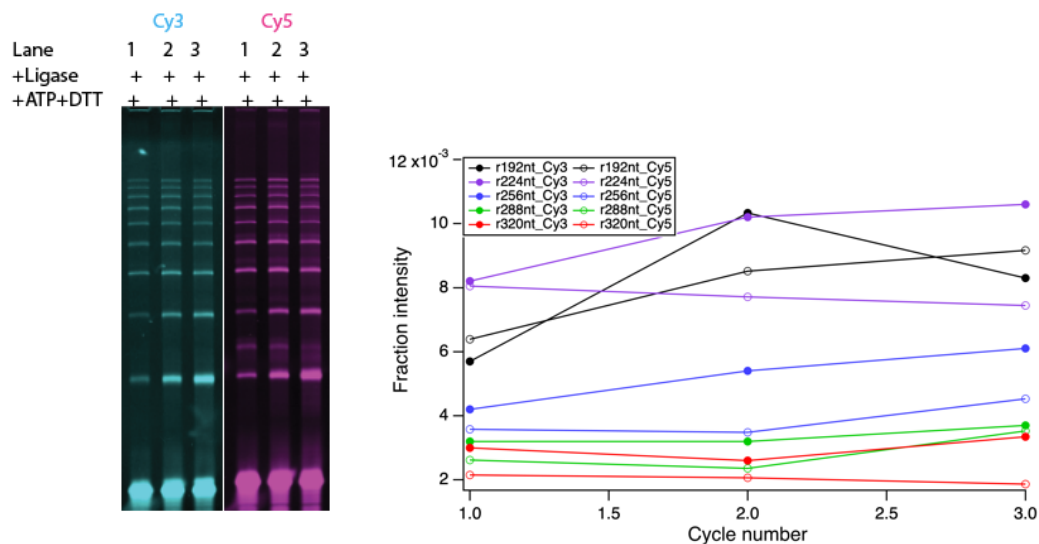 Cy3 Cy5
Lane 1 2 3 1 2 3
+Ligase + + + + + +
+ATP+DTT + + + + + +
12 x10⁻³
10
8
6
4
2
Fraction intensity
r192nt_Cy3 r192nt_Cy5
r224nt_Cy3 r224nt_Cy5
r256nt_Cy3 r256nt_Cy5
r288nt_Cy3 r288nt_Cy5
r320nt_Cy3 r320nt_Cy5
1.0 1.5 2.0 2.5 3.0
Cycle number